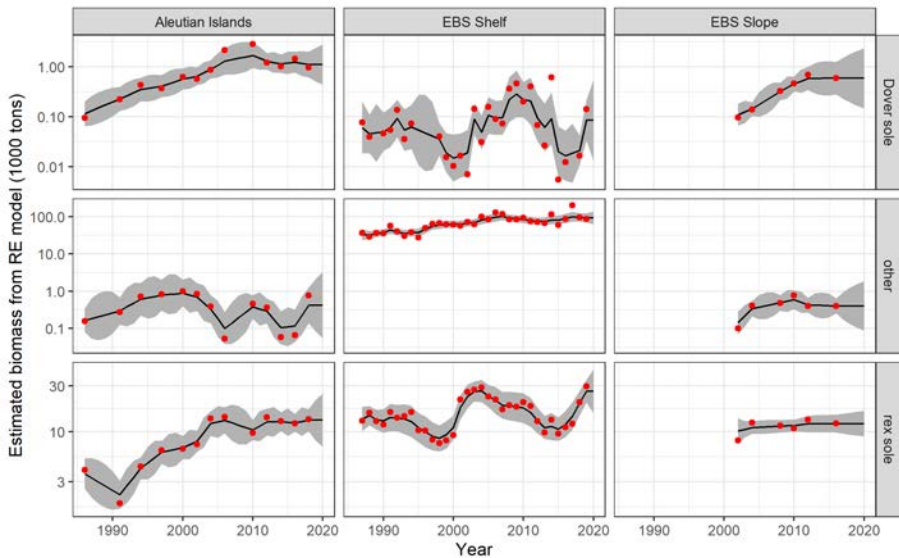 Aleutian Islands EBS Shelf EBS Slope
1.00
0.10
0.01
Dover sole
100.0
10.0
1.0
0.1
other
30
10
3
rex sole
Estimated biomass from RE model (1000 tons)
1990 2000 2010 2020 1990 2000 2010 2020 1990 2000 2010 2020
Year